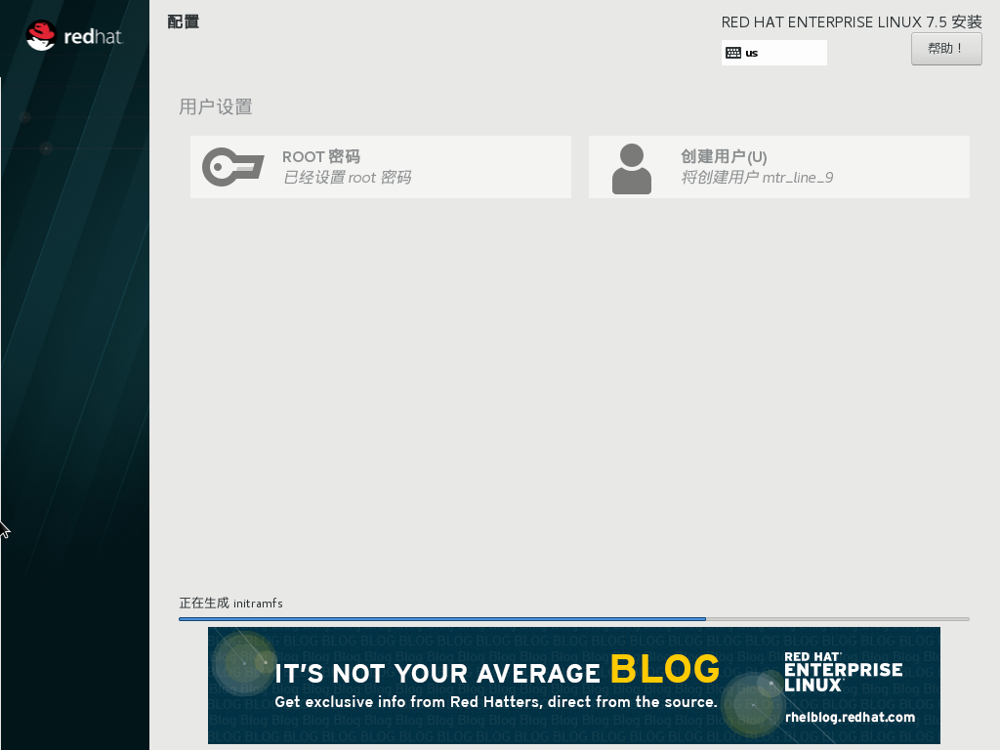 redhat.
配置
RED HAT ENTERPRISE LINUX 7.5 安装
us
帮助！
用户设置
ROOT 密码
已经设置 root 密码
创建用户(U)
将创建用户 mtr_line_9
正在生成 initramfs
IT'S NOT YOUR AVERAGE BLOG
Get exclusive info from Red Hatters, direct from the source.
RED HAT
ENTERPRISE
LINUX
rhelblog.redhat.com